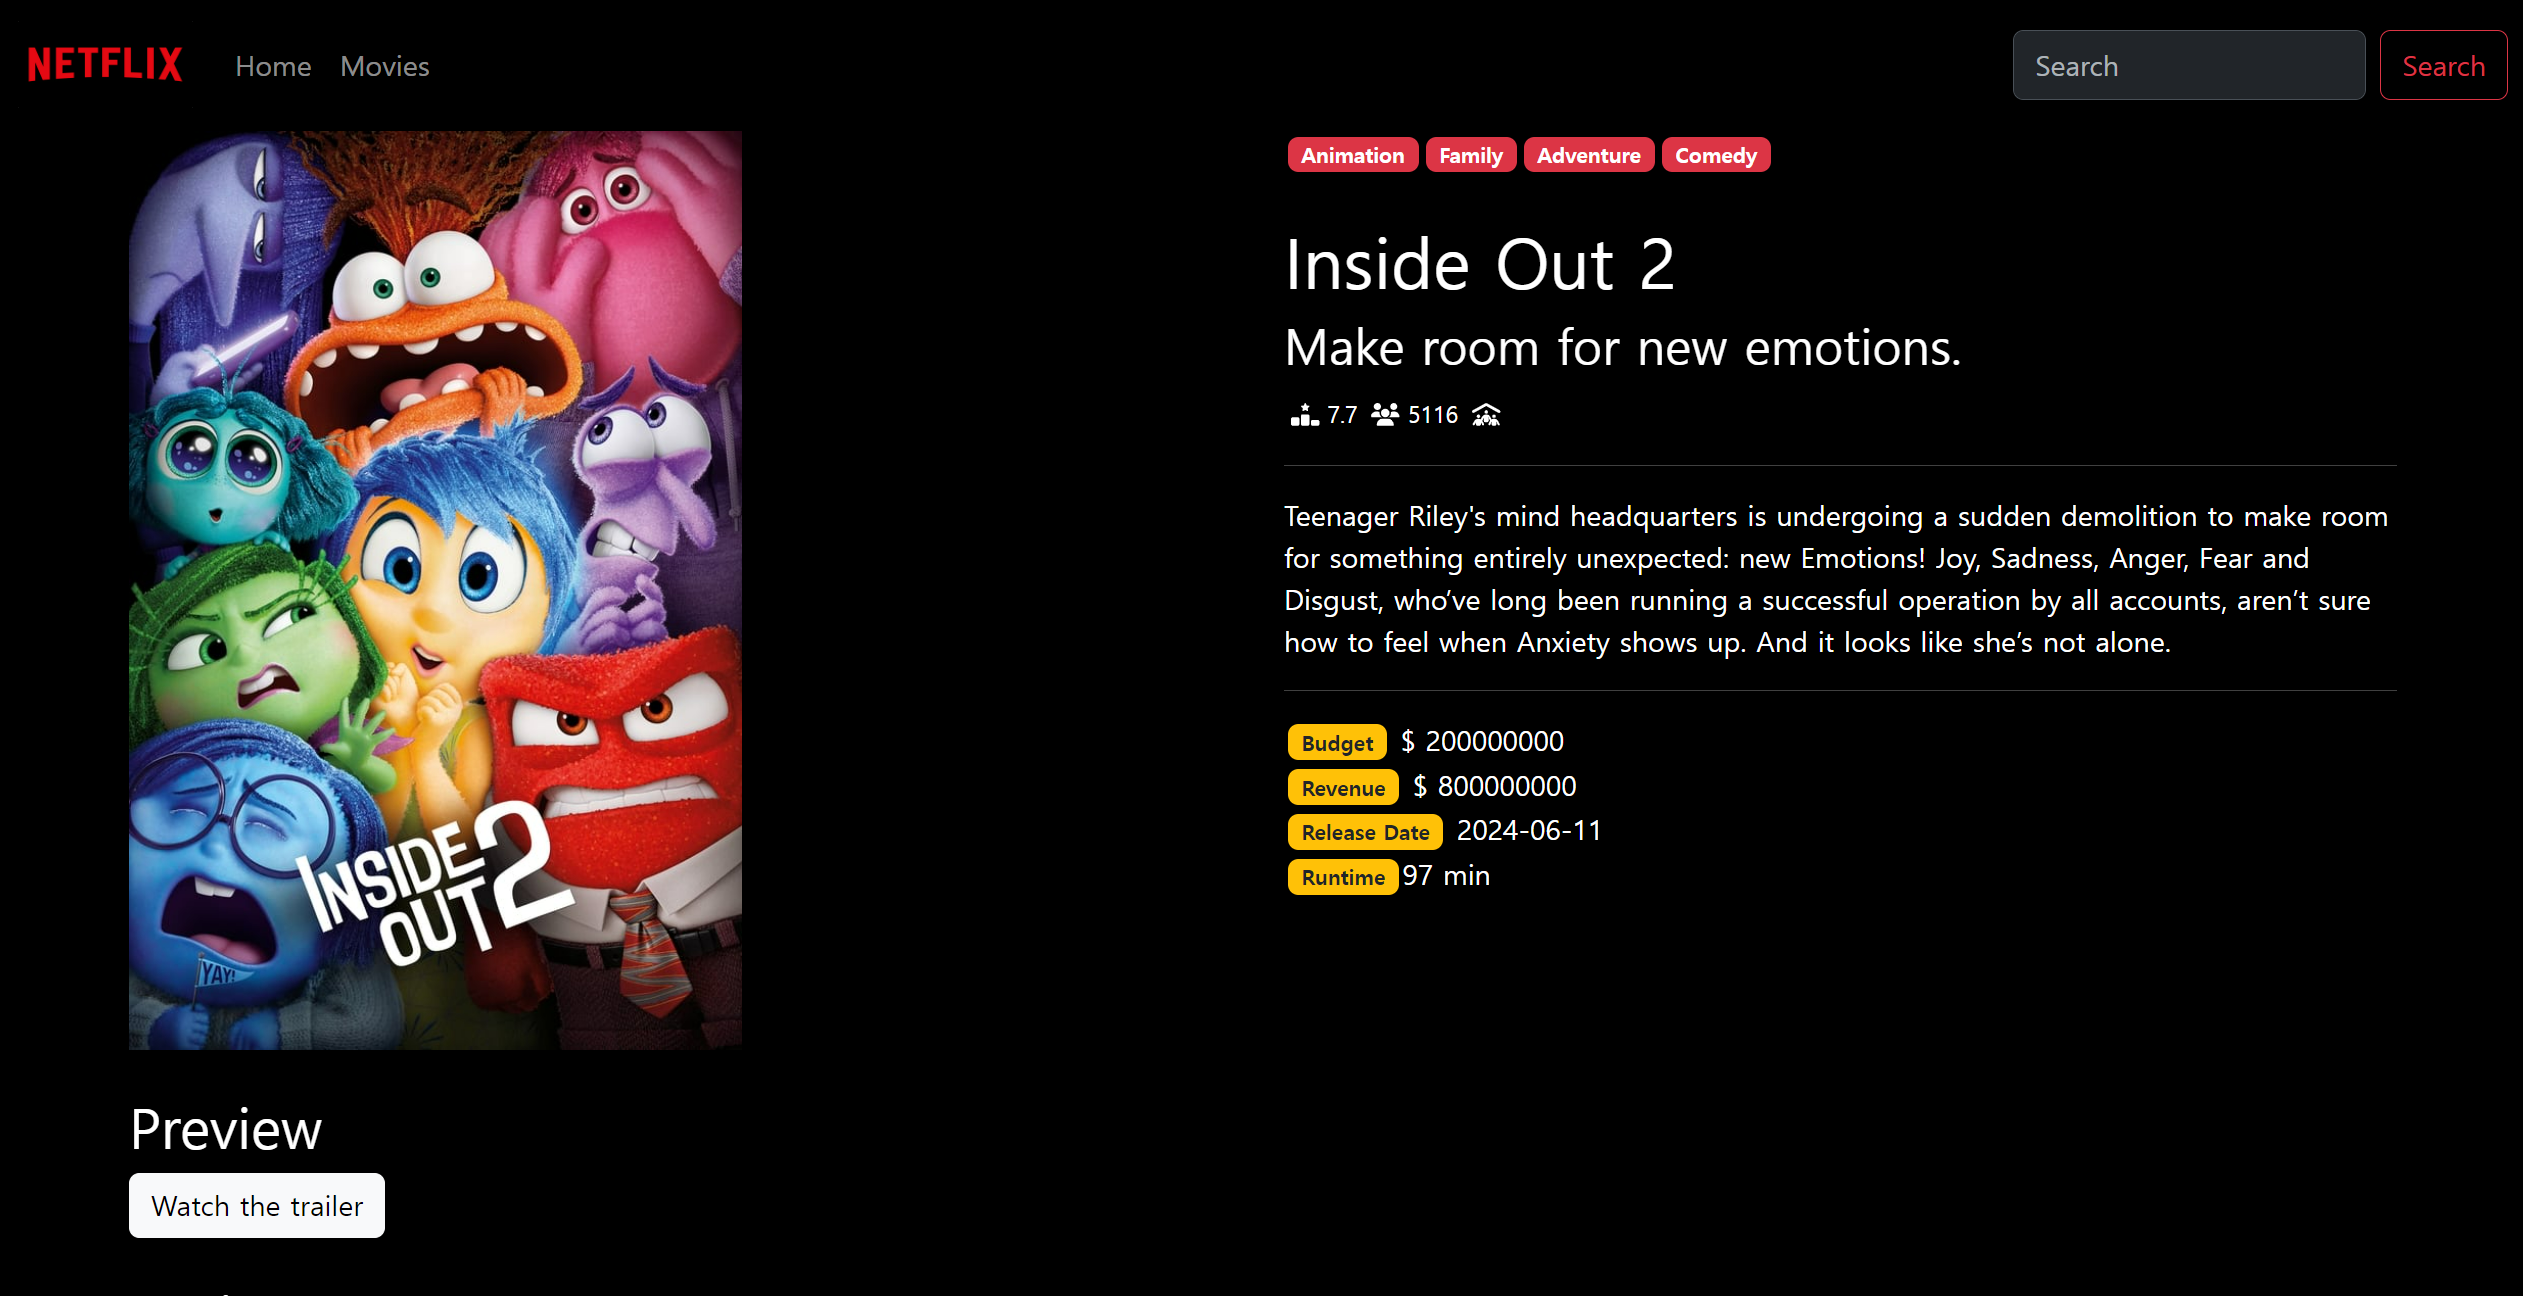 NETFLIX Home Movies Search Search
Animation Family Adventure Comedy
Inside Out 2
Make room for new emotions.
7.7 5116
Teenager Riley's mind headquarters is undergoing a sudden demolition to make room
for something entirely unexpected: new Emotions! Joy, Sadness, Anger, Fear and
Disgust, who’ve long been running a successful operation by all accounts, aren’t sure
how to feel when Anxiety shows up. And it looks like she’s not alone.
Budget $ 200000000
Revenue $ 800000000
Release Date 2024-06-11
Runtime 97 min
INSIDE
OUT 2
YAY!
Preview
Watch the trailer